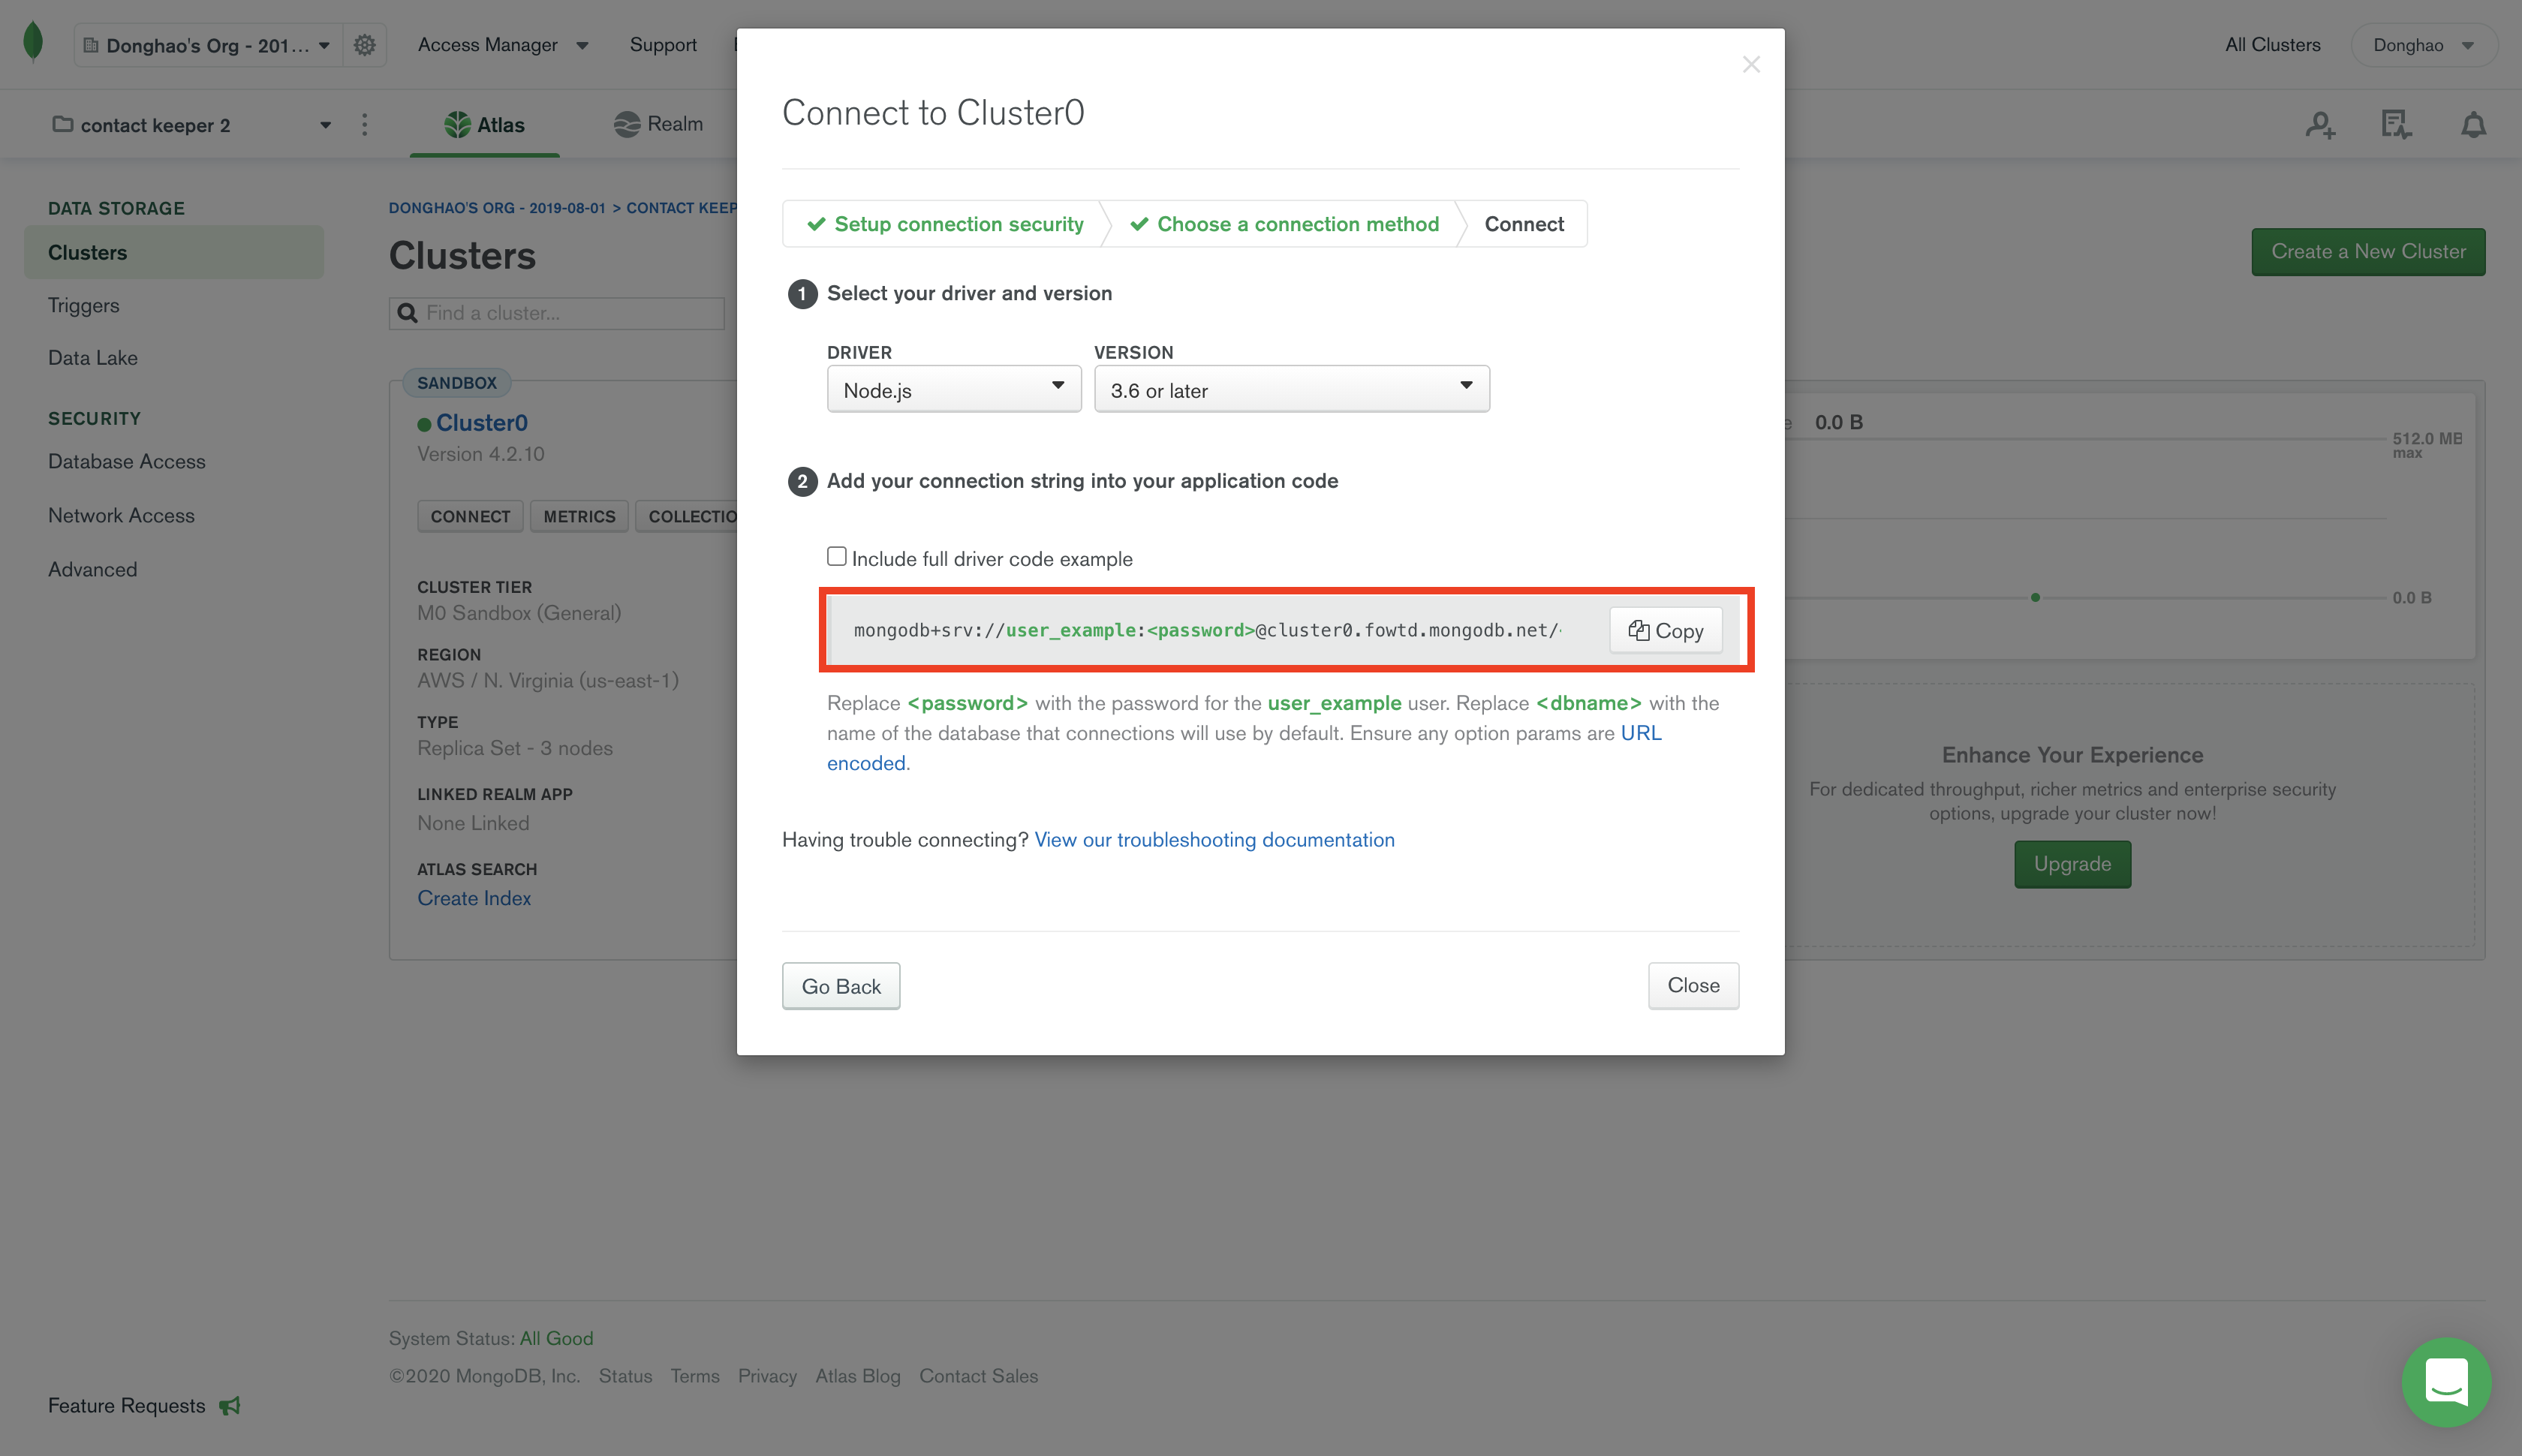 Donghao's Org - 201...
Access Manager
Support
All Clusters
Donghao
contact keeper 2
Atlas
Realm
DATA STORAGE
Clusters
Triggers
Data Lake
SECURITY
Database Access
Network Access
Advanced
Feature Requests
DONGHAO'S ORG - 2019-08-01 > CONTACT KEEP
Clusters
Find a cluster...
Create a New Cluster
SANDBOX
Cluster0
Version 4.2.10
CONNECT METRICS COLLECTIO
CLUSTER TIER
M0 Sandbox (General)
REGION
AWS / N. Virginia (us-east-1)
TYPE
Replica Set - 3 nodes
LINKED REALM APP
None Linked
ATLAS SEARCH
Create Index
Connect to Cluster0
Setup connection security
Choose a connection method
Connect
1 Select your driver and version
DRIVER VERSION
Node.js 3.6 or later
2 Add your connection string into your application code
Include full driver code example
mongodb+srv://user_example:<password>@cluster0.fowtd.mongodb.net/
Copy
Replace <password> with the password for the user_example user. Replace <dbname> with the
name of the database that connections will use by default. Ensure any option params are URL
encoded.
Having trouble connecting? View our troubleshooting documentation
Go Back
Close
0.0 B
512.0 MB
max
0.0 B
Enhance Your Experience
For dedicated throughput, richer metrics and enterprise security
options, upgrade your cluster now!
Upgrade
System Status: All Good
©2020 MongoDB, Inc. Status Terms Privacy Atlas Blog Contact Sales